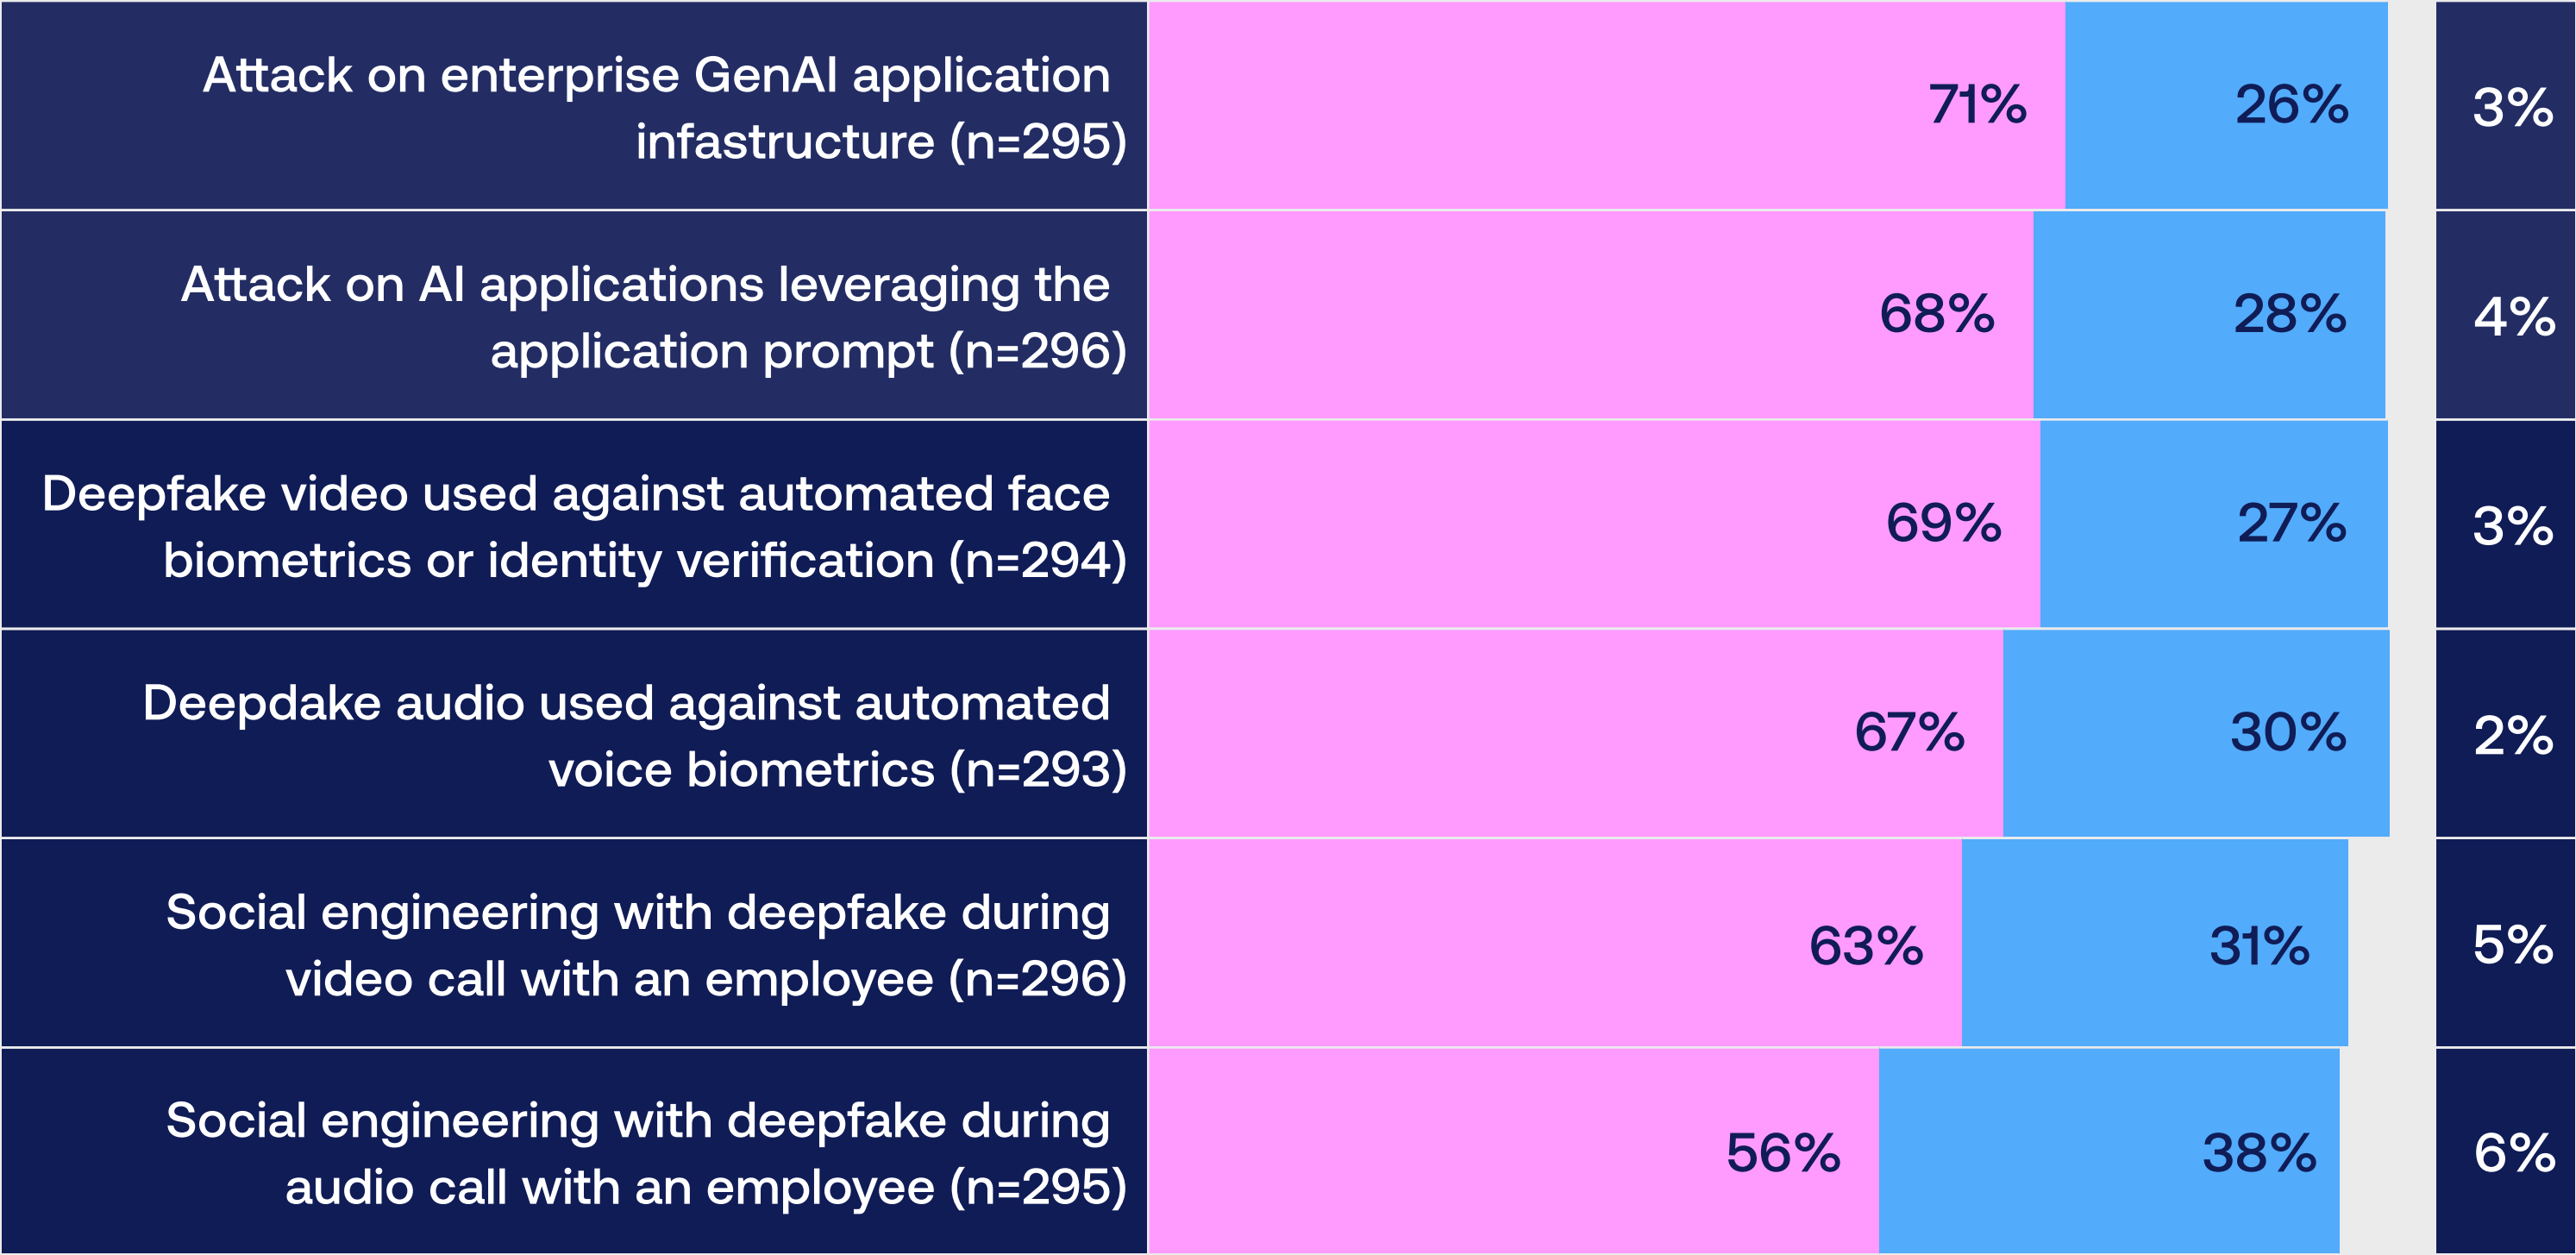 Attack on enterprise GenAI application
infastructure (n=295)
71%
26%
3%
Attack on AI applications leveraging the
application prompt (n=296)
68%
28%
4%
Deepfake video used against automated face
biometrics or identity verification (n=294)
69%
27%
3%
Deepdake audio used against automated
voice biometrics (n=293)
67%
30%
2%
Social engineering with deepfake during
video call with an employee (n=296)
63%
31%
5%
Social engineering with deepfake during
audio call with an employee (n=295)
56%
38%
6%